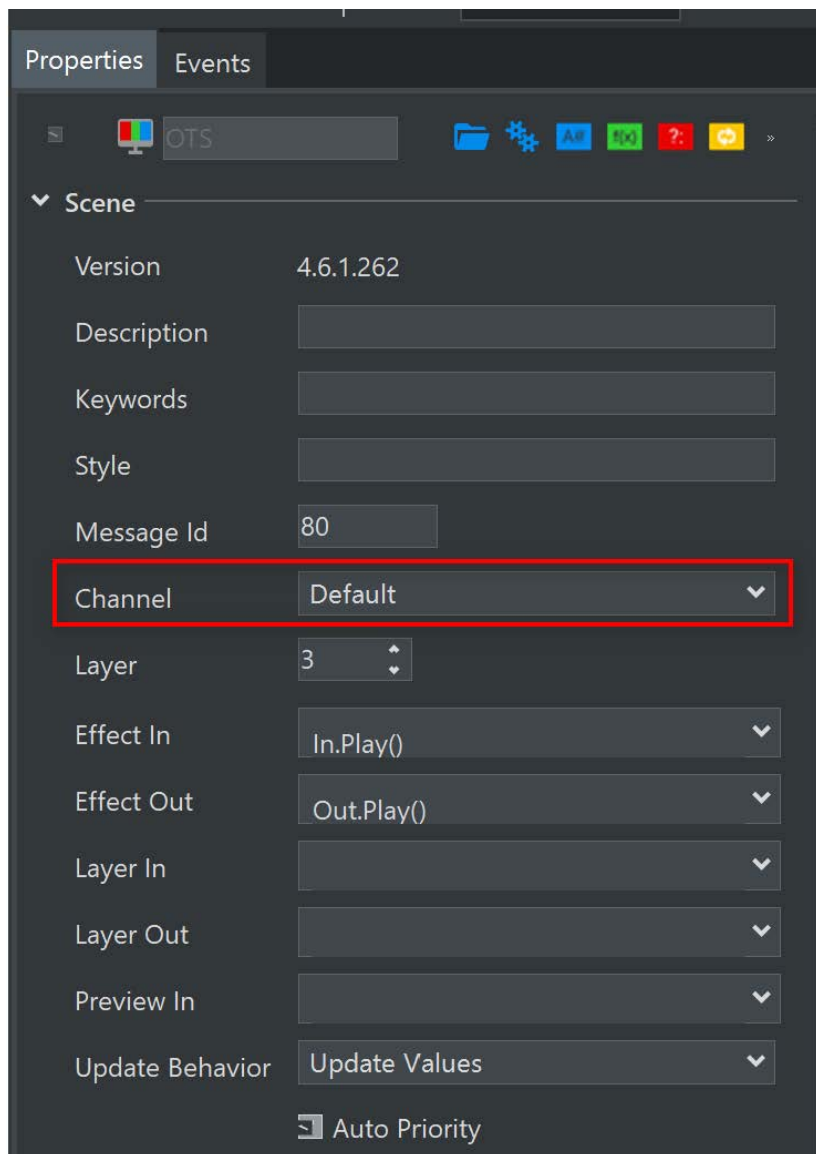 Properties Events
OTS
A# f(x) ?: »
Scene
Version 4.6.1.262
Description
Keywords
Style
Message Id 80
Channel Default
Layer 3
Effect In In.Play()
Effect Out Out.Play()
Layer In
Layer Out
Preview In
Update Behavior Update Values
Auto Priority